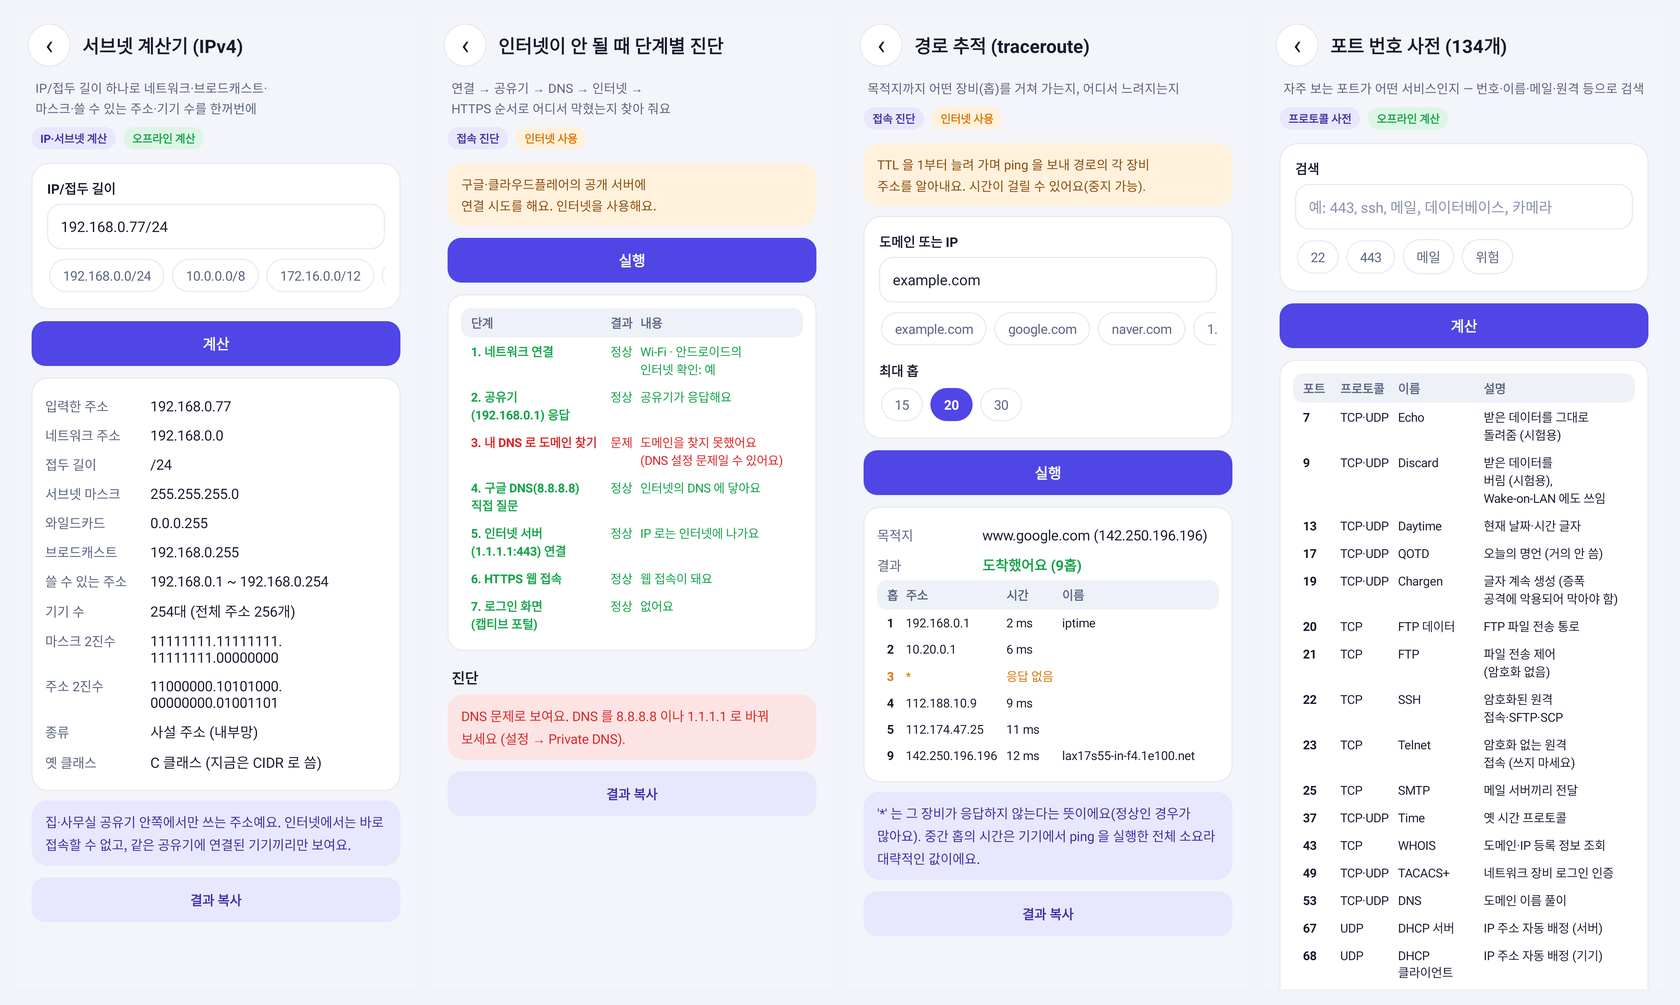 ‹ 서브넷 계산기 (IPv4)
IP/접두 길이 하나로 네트워크·브로드캐스트·
마스크·쓸 수 있는 주소·기기 수를 한꺼번에
IP·서브넷 계산 오프라인 계산
IP/접두 길이
192.168.0.77/24
192.168.0.0/24 10.0.0.0/8 172.16.0.0/12
계산
입력한 주소 192.168.0.77
네트워크 주소 192.168.0.0
접두 길이 /24
서브넷 마스크 255.255.255.0
와일드카드 0.0.0.255
브로드캐스트 192.168.0.255
쓸 수 있는 주소 192.168.0.1 ~ 192.168.0.254
기기 수 254대 (전체 주소 256개)
마스크 2진수 11111111.11111111.
11111111.00000000
주소 2진수 11000000.10101000.
00000000.01001101
종류 사설 주소 (내부망)
옛 클래스 C 클래스 (지금은 CIDR 로 씀)
집·사무실 공유기 안쪽에서만 쓰는 주소예요. 인터넷에서는 바로
접속할 수 없고, 같은 공유기에 연결된 기기끼리만 보여요.
결과 복사
‹ 인터넷이 안 될 때 단계별 진단
연결 → 공유기 → DNS → 인터넷 →
HTTPS 순서로 어디서 막혔는지 찾아 줘요
접속 진단 인터넷 사용
구글·클라우드플레어의 공개 서버에
연결 시도를 해요. 인터넷을 사용해요.
실행
단계 결과 내용
1. 네트워크 연결 정상 Wi-Fi · 안드로이드의
인터넷 확인: 예
2. 공유기 정상 공유기가 응답해요
(192.168.0.1) 응답
3. 내 DNS 로 도메인 찾기 문제 도메인을 찾지 못했어요
(DNS 설정 문제일 수 있어요)
4. 구글 DNS(8.8.8.8) 정상 인터넷의 DNS 에 닿아요
직접 질문
5. 인터넷 서버 정상 IP 로는 인터넷에 나가요
(1.1.1.1:443) 연결
6. HTTPS 웹 접속 정상 웹 접속이 돼요
7. 로그인 화면 정상 없어요
(캡티브 포털)
진단
DNS 문제로 보여요. DNS 를 8.8.8.8 이나 1.1.1.1 로 바꿔
보세요 (설정 → Private DNS).
결과 복사
‹ 경로 추적 (traceroute)
목적지까지 어떤 장비(홉)를 거쳐 가는지, 어디서 느려지는지
접속 진단 인터넷 사용
TTL 을 1부터 늘려 가며 ping 을 보내 경로의 각 장비
주소를 알아내요. 시간이 걸릴 수 있어요(중지 가능).
도메인 또는 IP
example.com
example.com google.com naver.com 1.
최대 홉
15 20 30
실행
목적지 www.google.com (142.250.196.196)
결과 도착했어요 (9홉)
홉 주소 시간 이름
1 192.168.0.1 2 ms iptime
2 10.20.0.1 6 ms
3 * 응답 없음
4 112.188.10.9 9 ms
5 112.174.47.25 11 ms
9 142.250.196.196 12 ms lax17s55-in-f4.1e100.net
'*' 는 그 장비가 응답하지 않는다는 뜻이에요(정상인 경우가
많아요). 중간 홉의 시간은 기기에서 ping 을 실행한 전체 소요라
대략적인 값이에요.
결과 복사
‹ 포트 번호 사전 (134개)
자주 보는 포트가 어떤 서비스인지 — 번호·이름·메일·원격 등으로 검색
프로토콜 사전 오프라인 계산
검색
예: 443, ssh, 메일, 데이터베이스, 카메라
22 443 메일 위험
계산
포트 프로토콜 이름 설명
7 TCP·UDP Echo 받은 데이터를 그대로
돌려줌 (시험용)
9 TCP·UDP Discard 받은 데이터를
버림 (시험용),
Wake-on-LAN 에도 쓰임
13 TCP·UDP Daytime 현재 날짜·시간 글자
17 TCP·UDP QOTD 오늘의 명언 (거의 안 씀)
19 TCP·UDP Chargen 글자 계속 생성 (증폭
공격에 악용되어 막아야 함)
20 TCP FTP 데이터 FTP 파일 전송 통로
21 TCP FTP 파일 전송 제어
(암호화 없음)
22 TCP SSH 암호화된 원격
접속·SFTP·SCP
23 TCP Telnet 암호화 없는 원격
접속 (쓰지 마세요)
25 TCP SMTP 메일 서버끼리 전달
37 TCP·UDP Time 옛 시간 프로토콜
43 TCP WHOIS 도메인·IP 등록 정보 조회
49 TCP·UDP TACACS+ 네트워크 장비 로그인 인증
53 TCP·UDP DNS 도메인 이름 풀이
67 UDP DHCP 서버 IP 주소 자동 배정 (서버)
68 UDP DHCP IP 주소 자동 배정 (기기)
클라이언트